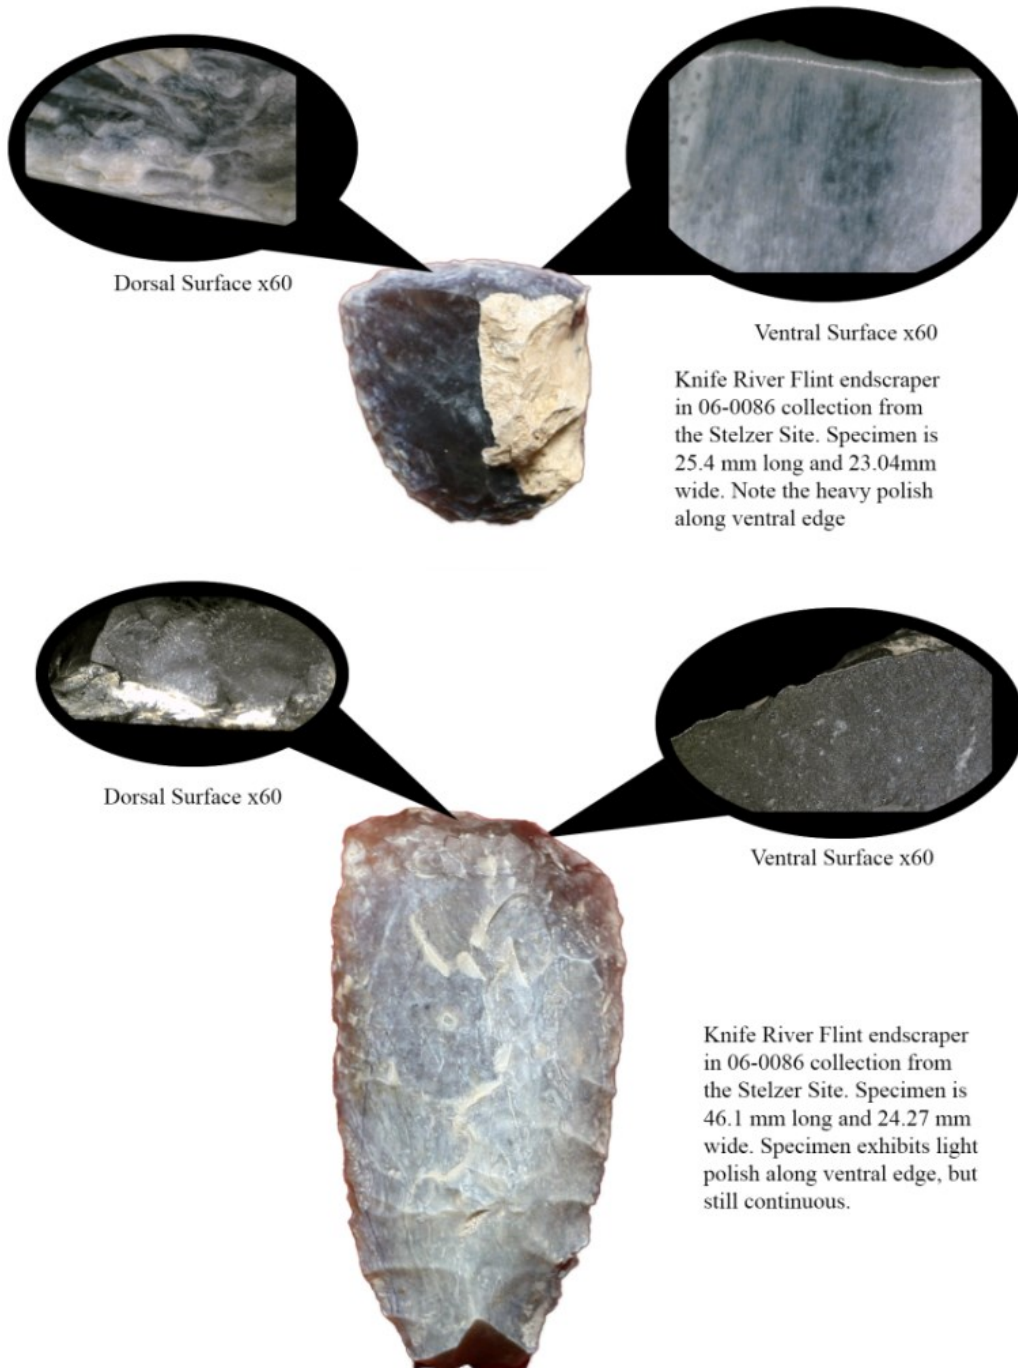 Dorsal Surface x60
Ventral Surface x60
Knife River Flint endscraper
in 06-0086 collection from
the Stelzer Site. Specimen is
25.4 mm long and 23.04mm
wide. Note the heavy polish
along ventral edge
Dorsal Surface x60
Ventral Surface x60
Knife River Flint endscraper
in 06-0086 collection from
the Stelzer Site. Specimen is
46.1 mm long and 24.27 mm
wide. Specimen exhibits light
polish along ventral edge, but
still continuous.